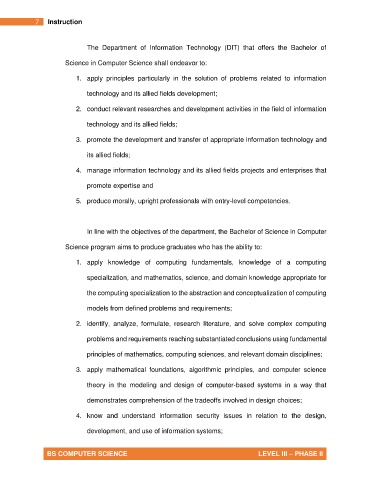 7 Instruction
The Department of Information Technology (DIT) that offers the Bachelor of
Science in Computer Science shall endeavor to:
1. apply principles particularly in the solution of problems related to information
technology and its allied fields development;
2. conduct relevant researches and development activities in the field of information
technology and its allied fields;
3. promote the development and transfer of appropriate information technology and
its allied fields;
4. manage information technology and its allied fields projects and enterprises that
promote expertise and
5. produce morally, upright professionals with entry-level competencies.
In line with the objectives of the department, the Bachelor of Science in Computer
Science program aims to produce graduates who has the ability to:
1. apply knowledge of computing fundamentals, knowledge of a computing
specialization, and mathematics, science, and domain knowledge appropriate for
the computing specialization to the abstraction and conceptualization of computing
models from defined problems and requirements;
2. identify, analyze, formulate, research literature, and solve complex computing
problems and requirements reaching substantiated conclusions using fundamental
principles of mathematics, computing sciences, and relevant domain disciplines;
3. apply mathematical foundations, algorithmic principles, and computer science
theory in the modeling and design of computer-based systems in a way that
demonstrates comprehension of the tradeoffs involved in design choices;
4. know and understand information security issues in relation to the design,
development, and use of information systems;
BS COMPUTER SCIENCE LEVEL III – PHASE II